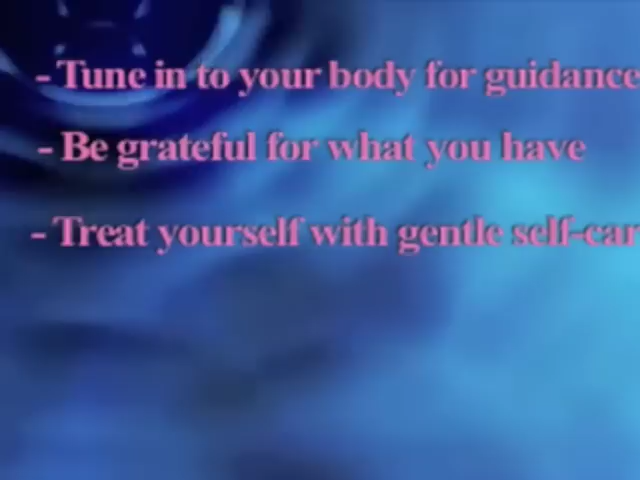 - Tune in to your body for guidance
- Be grateful for what you have
- Treat yourself with gentle self-car